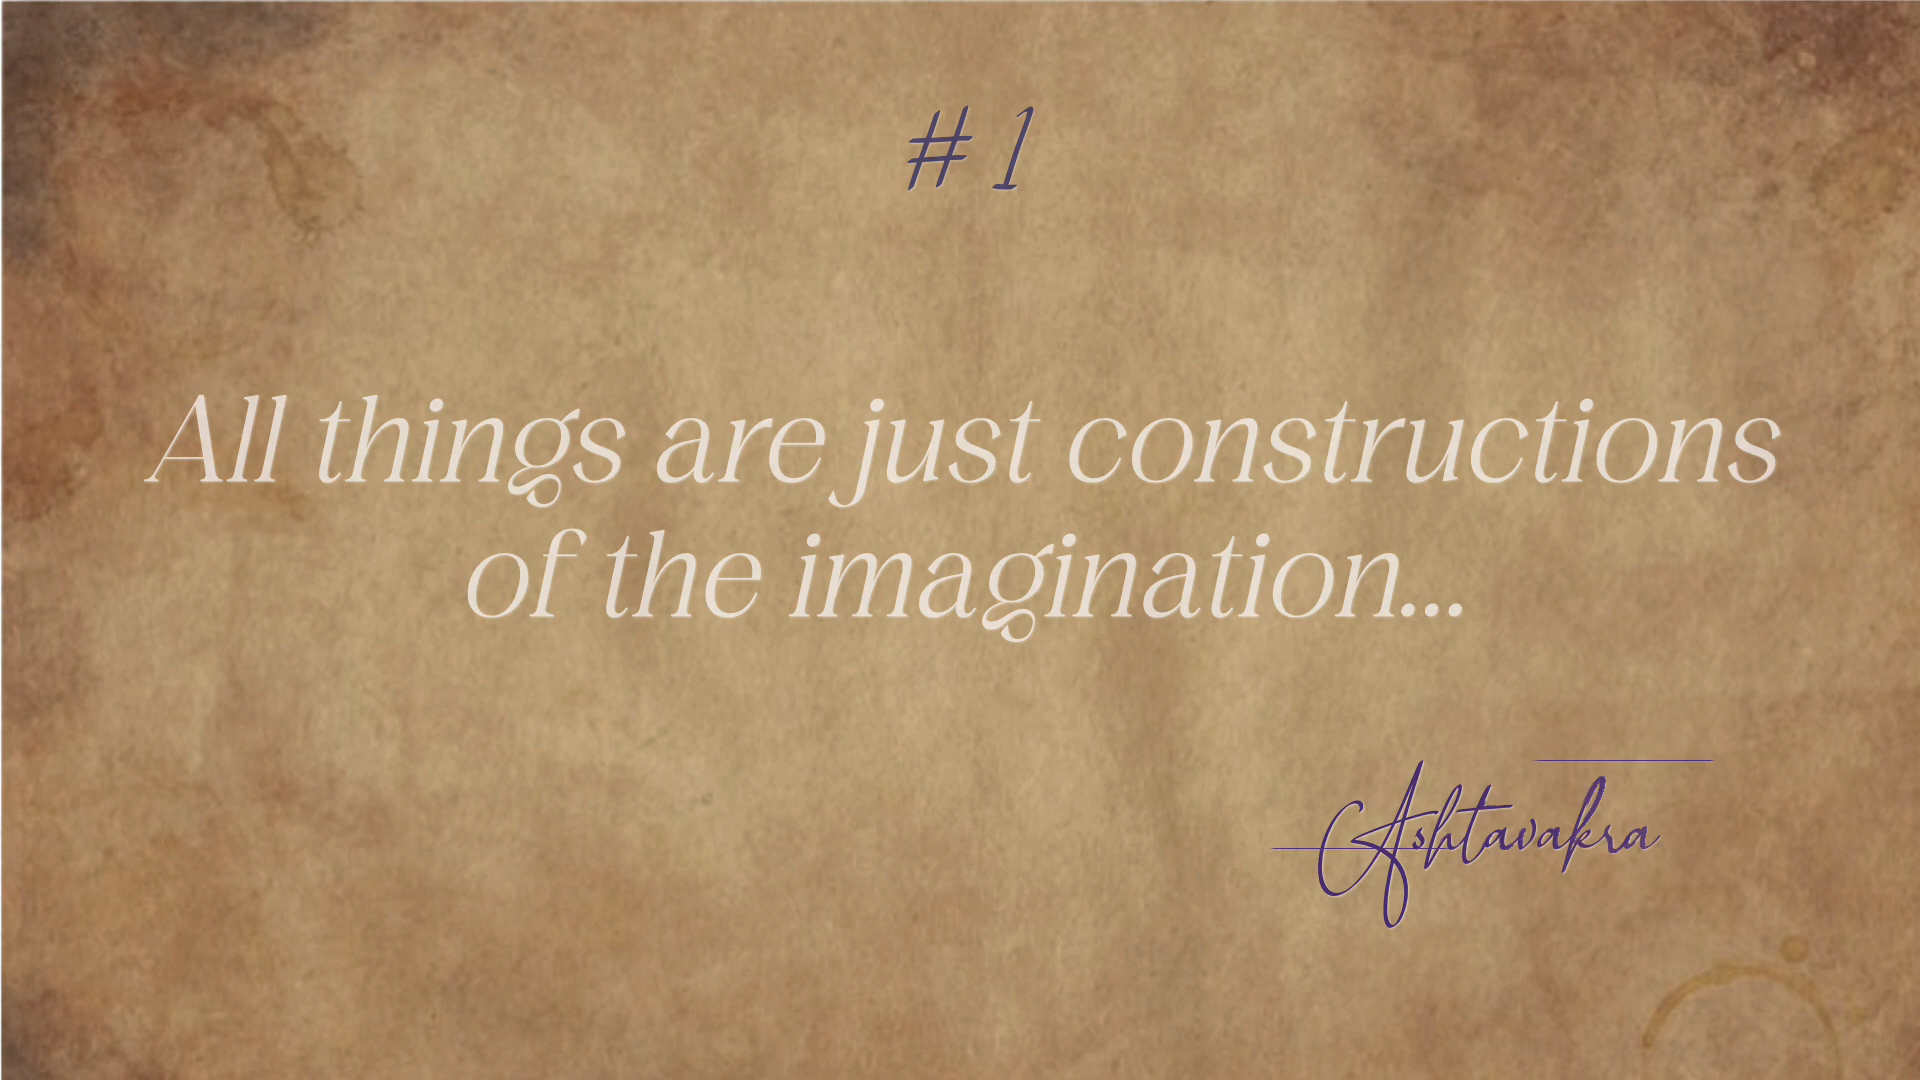 # 1
All things are just constructions
of the imagination...
Ashtavakra